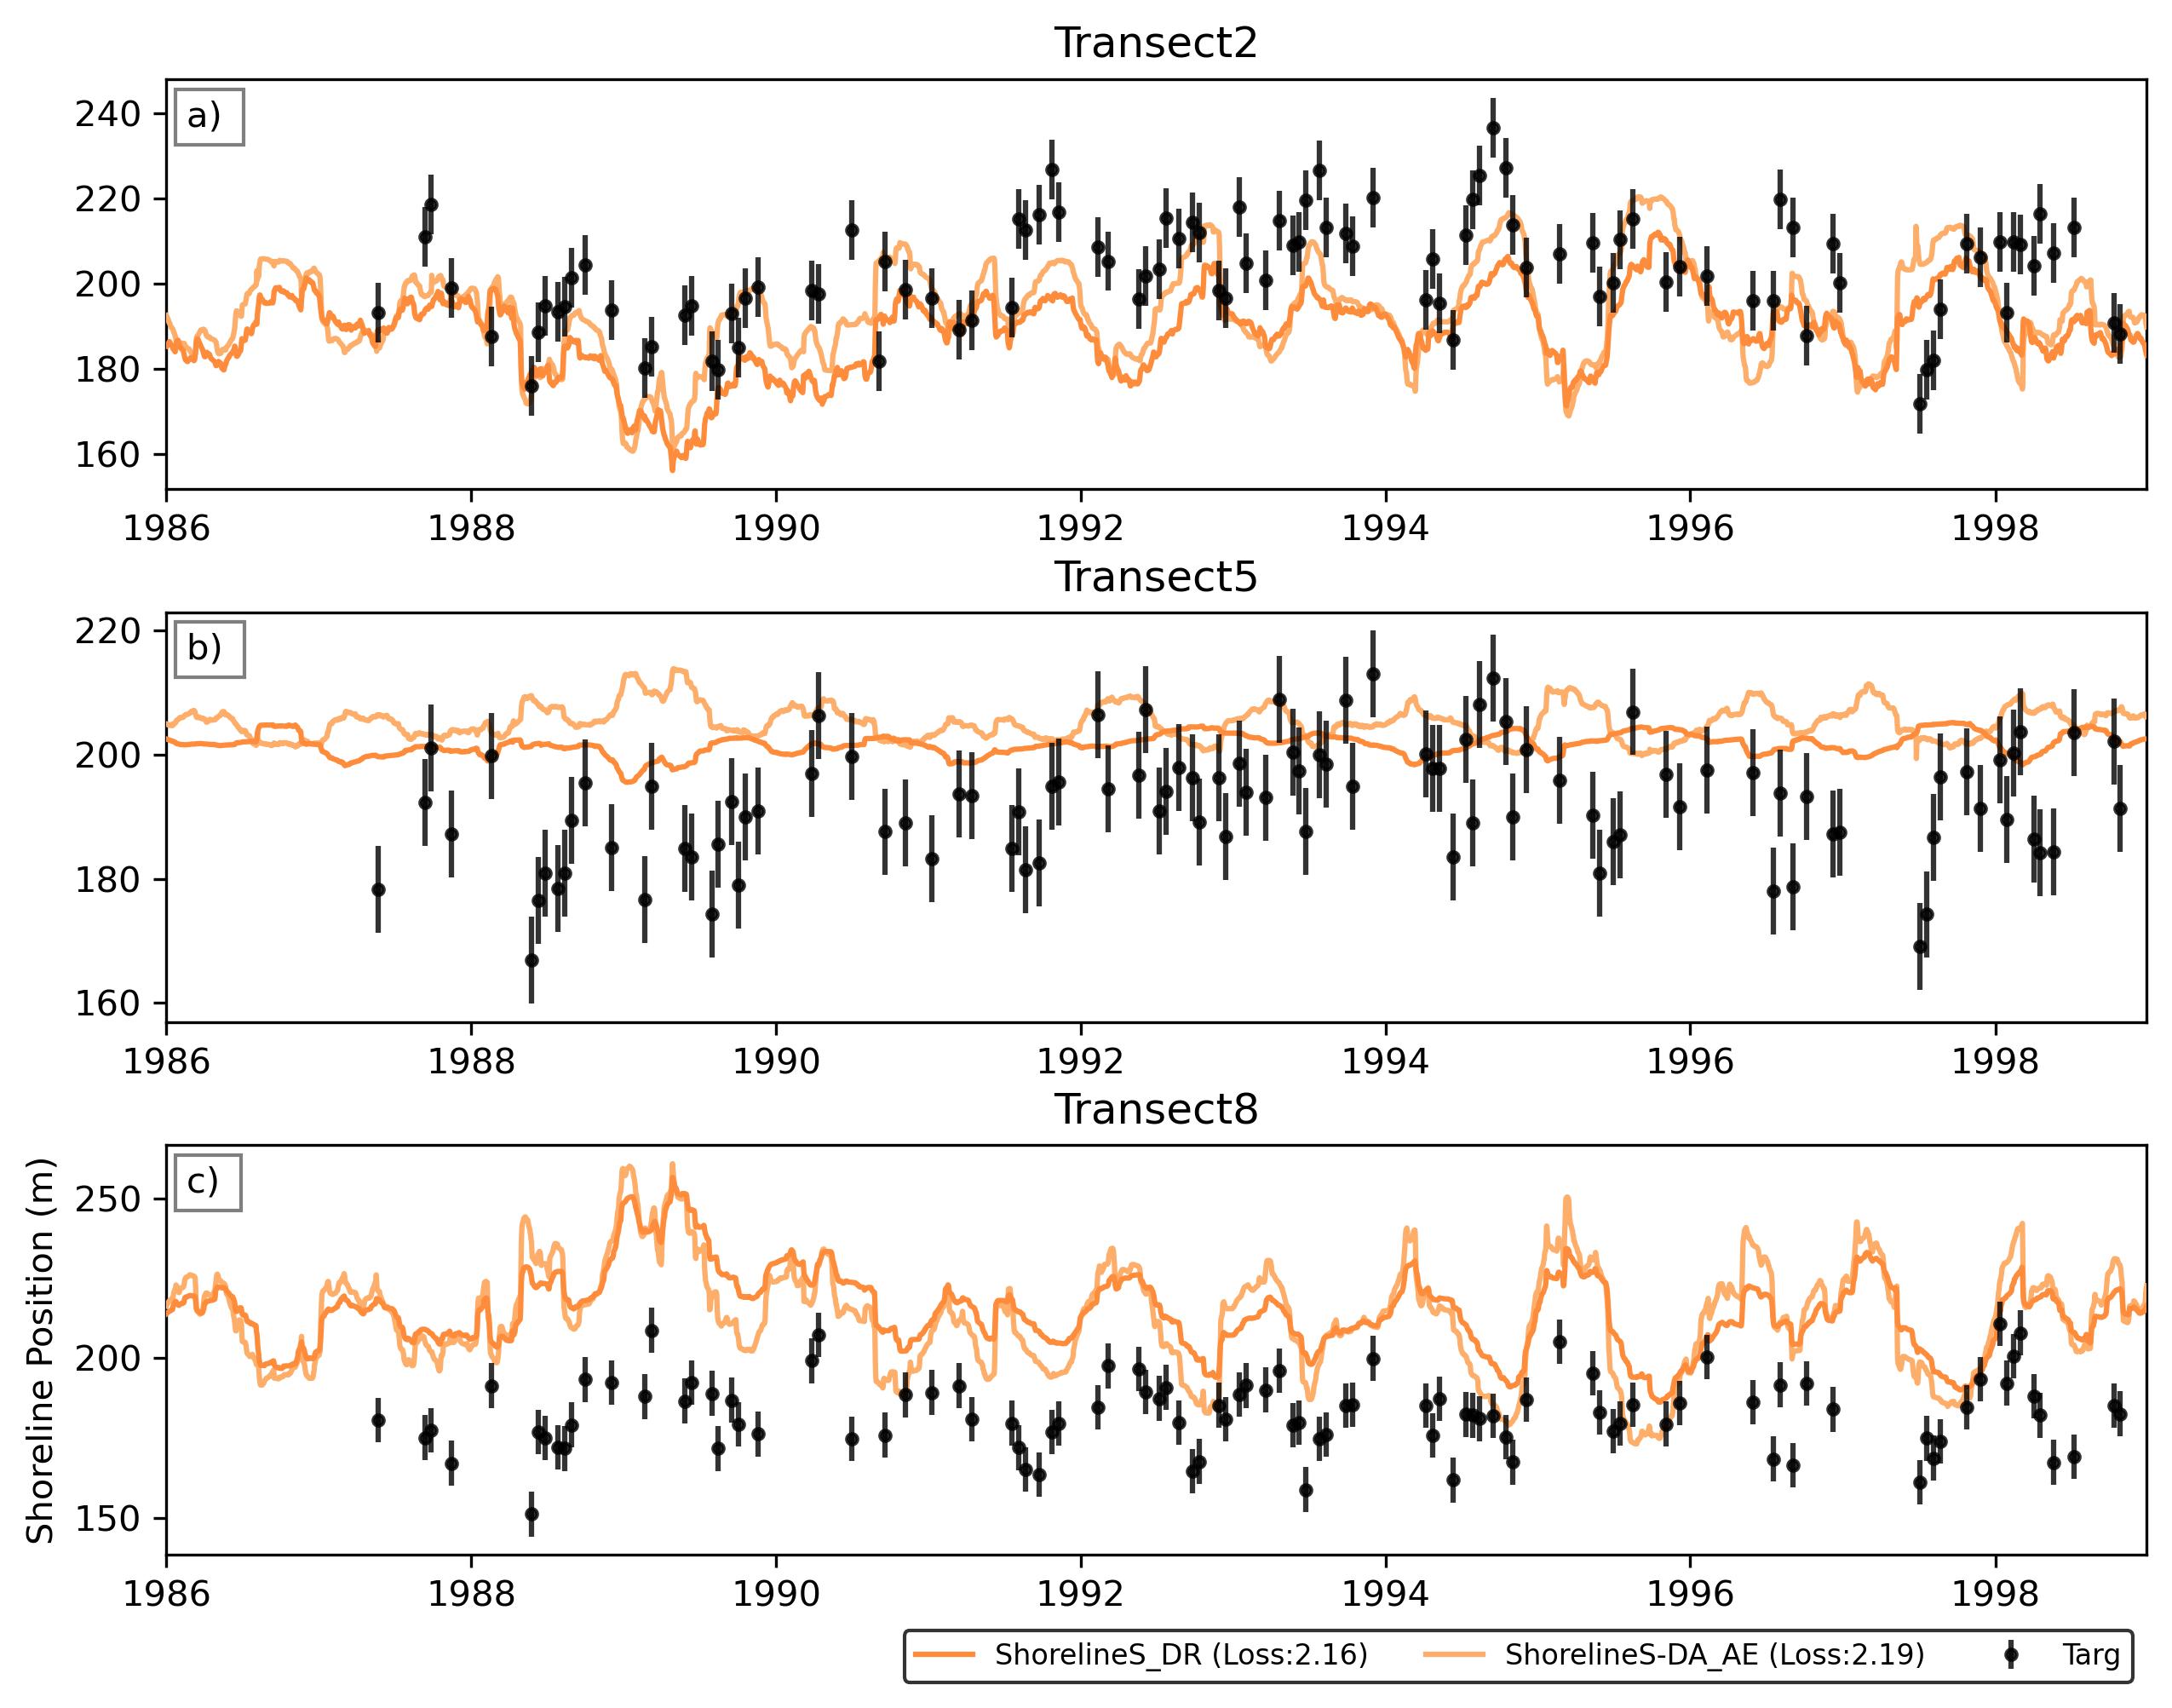 Transect2
a)
240
220
200
180
160
1986 1988 1990 1992 1994 1996 1998
Transect5
b)
220
200
180
160
1986 1988 1990 1992 1994 1996 1998
Transect8
c)
Shoreline Position (m)
250
200
150
1986 1988 1990 1992 1994 1996 1998
ShorelineS_DR (Loss:2.16) ShorelineS-DA_AE (Loss:2.19) Targ